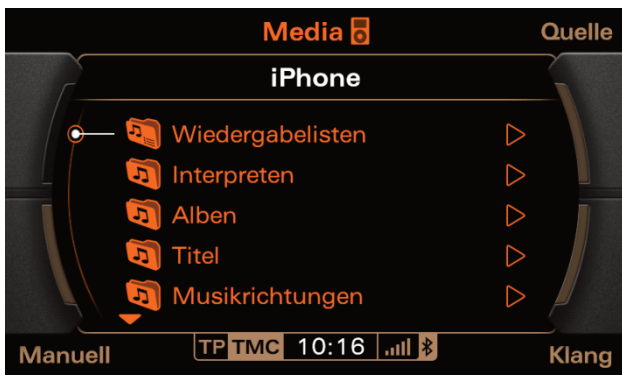 Media Quelle
iPhone
Wiedergabelisten
Interpreten
Alben
Titel
Musikrichtungen
Manuell TP TMC 10:16 Klang